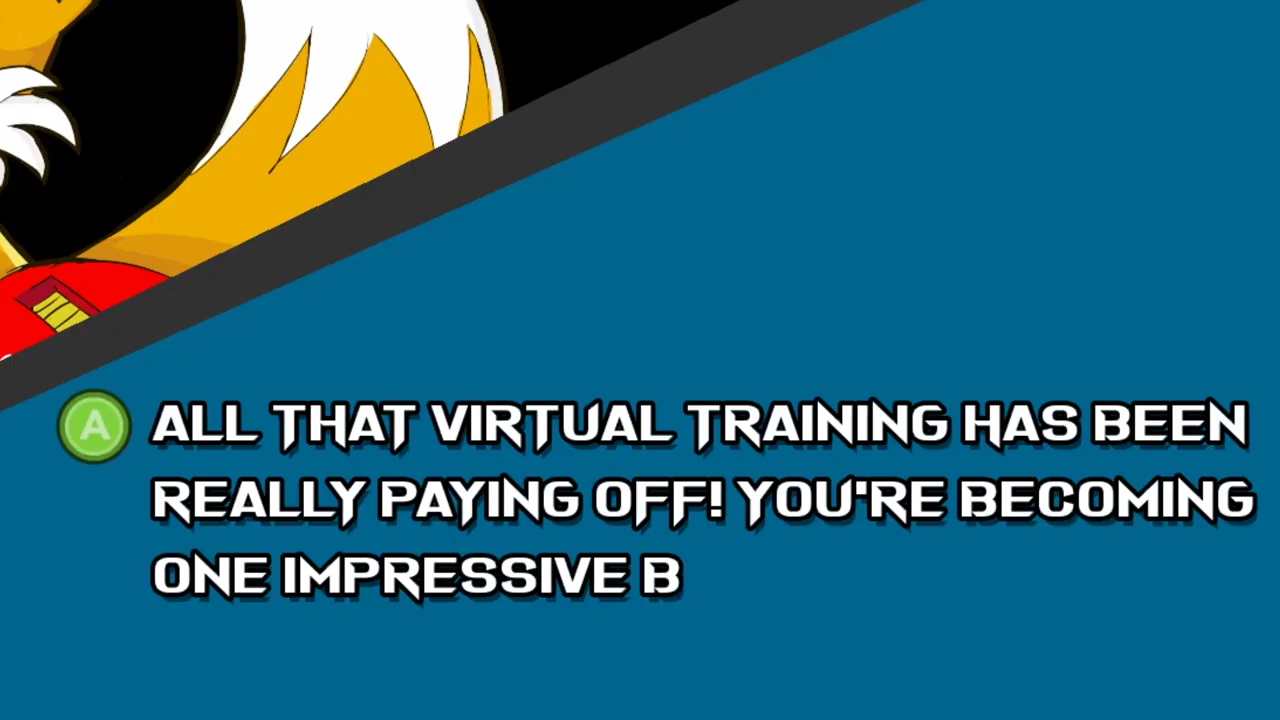 A ALL THAT VIRTUAL TRAINING HAS BEEN
REALLY PAYING OFF! YOU'RE BECOMING
ONE IMPRESSIVE B